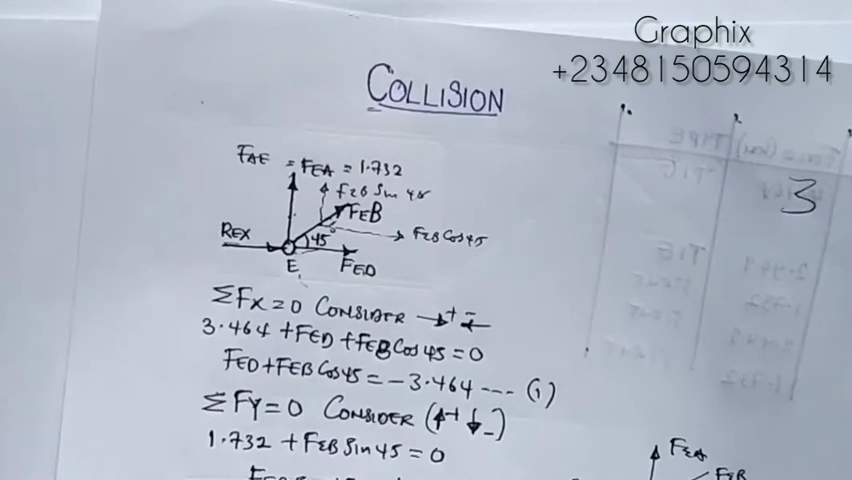 Graphix
+2348150594314
COLLISION
3
FAE = FEA = 1.732
FEB Sin 45
FEB
REX
45°
FEB Cos 45
E
FED
ΣFx = 0 CONSIDER → + - ←
3.464 + FED + FEB Cos 45 = 0
FED + FEB Cos 45 = -3.464 ---- (1)
ΣFy = 0 CONSIDER (↑+ ↓-)
1.732 + FEB Sin 45 = 0
FEA
FEB